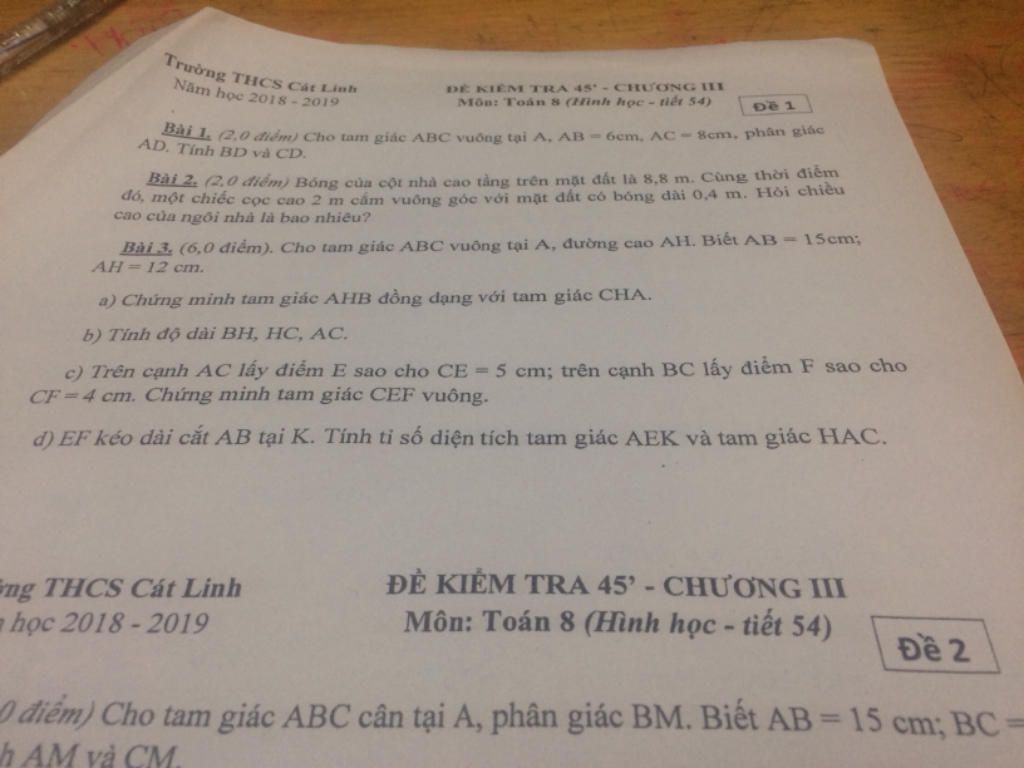 Trường THCS Cát Linh
Năm học 2018 - 2019
ĐỀ KIỂM TRA 45' - CHƯƠNG III
Môn: Toán 8 (Hình học - tiết 54)
Đề 1
Bài 1. (2,0 điểm) Cho tam giác ABC vuông tại A, AB = 6cm, AC = 8cm, phân giác
AD. Tính BD và CD.
Bài 2. (2,0 điểm) Bóng của cột nhà cao tầng trên mặt đất là 8,8 m. Cùng thời điểm
đó, một chiếc cọc cao 2 m cắm vuông góc với mặt đất có bóng dài 0,4 m. Hỏi chiều
cao của ngôi nhà là bao nhiêu?
Bài 3. (6,0 điểm). Cho tam giác ABC vuông tại A, đường cao AH. Biết AB = 15cm;
AH = 12 cm.
a) Chứng minh tam giác AHB đồng dạng với tam giác CHA.
b) Tính độ dài BH, HC, AC.
c) Trên cạnh AC lấy điểm E sao cho CE = 5 cm; trên cạnh BC lấy điểm F sao cho
CF = 4 cm. Chứng minh tam giác CEF vuông.
d) EF kéo dài cắt AB tại K. Tính tỉ số diện tích tam giác AEK và tam giác HAC.
THCS Cát Linh
học 2018 - 2019
ĐỀ KIỂM TRA 45' - CHƯƠNG III
Môn: Toán 8 (Hình học - tiết 54)
Đề 2
điểm) Cho tam giác ABC cân tại A, phân giác BM. Biết AB = 15 cm; BC =
AM và CM.